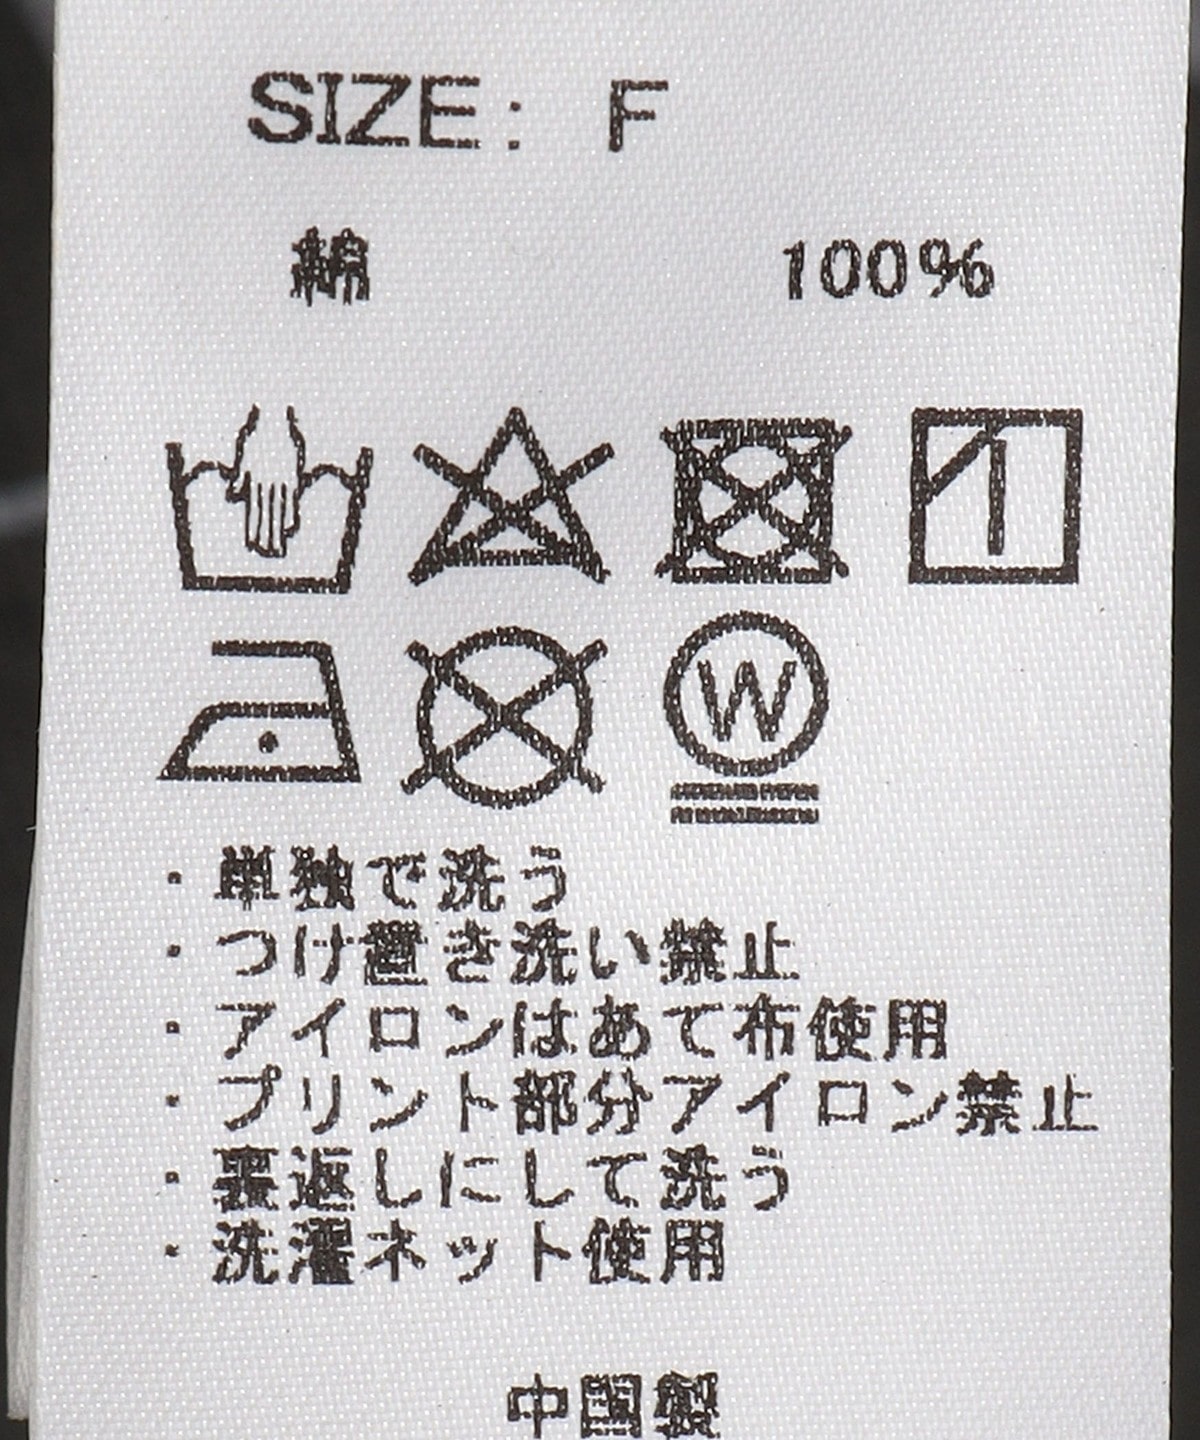 SIZE: F
綿 100%
W
・単独で洗う
・つけ置き洗い禁止
・アイロンはあて布使用
・プリント部分アイロン禁止
・裏返しにして洗う
・洗濯ネット使用
中国製